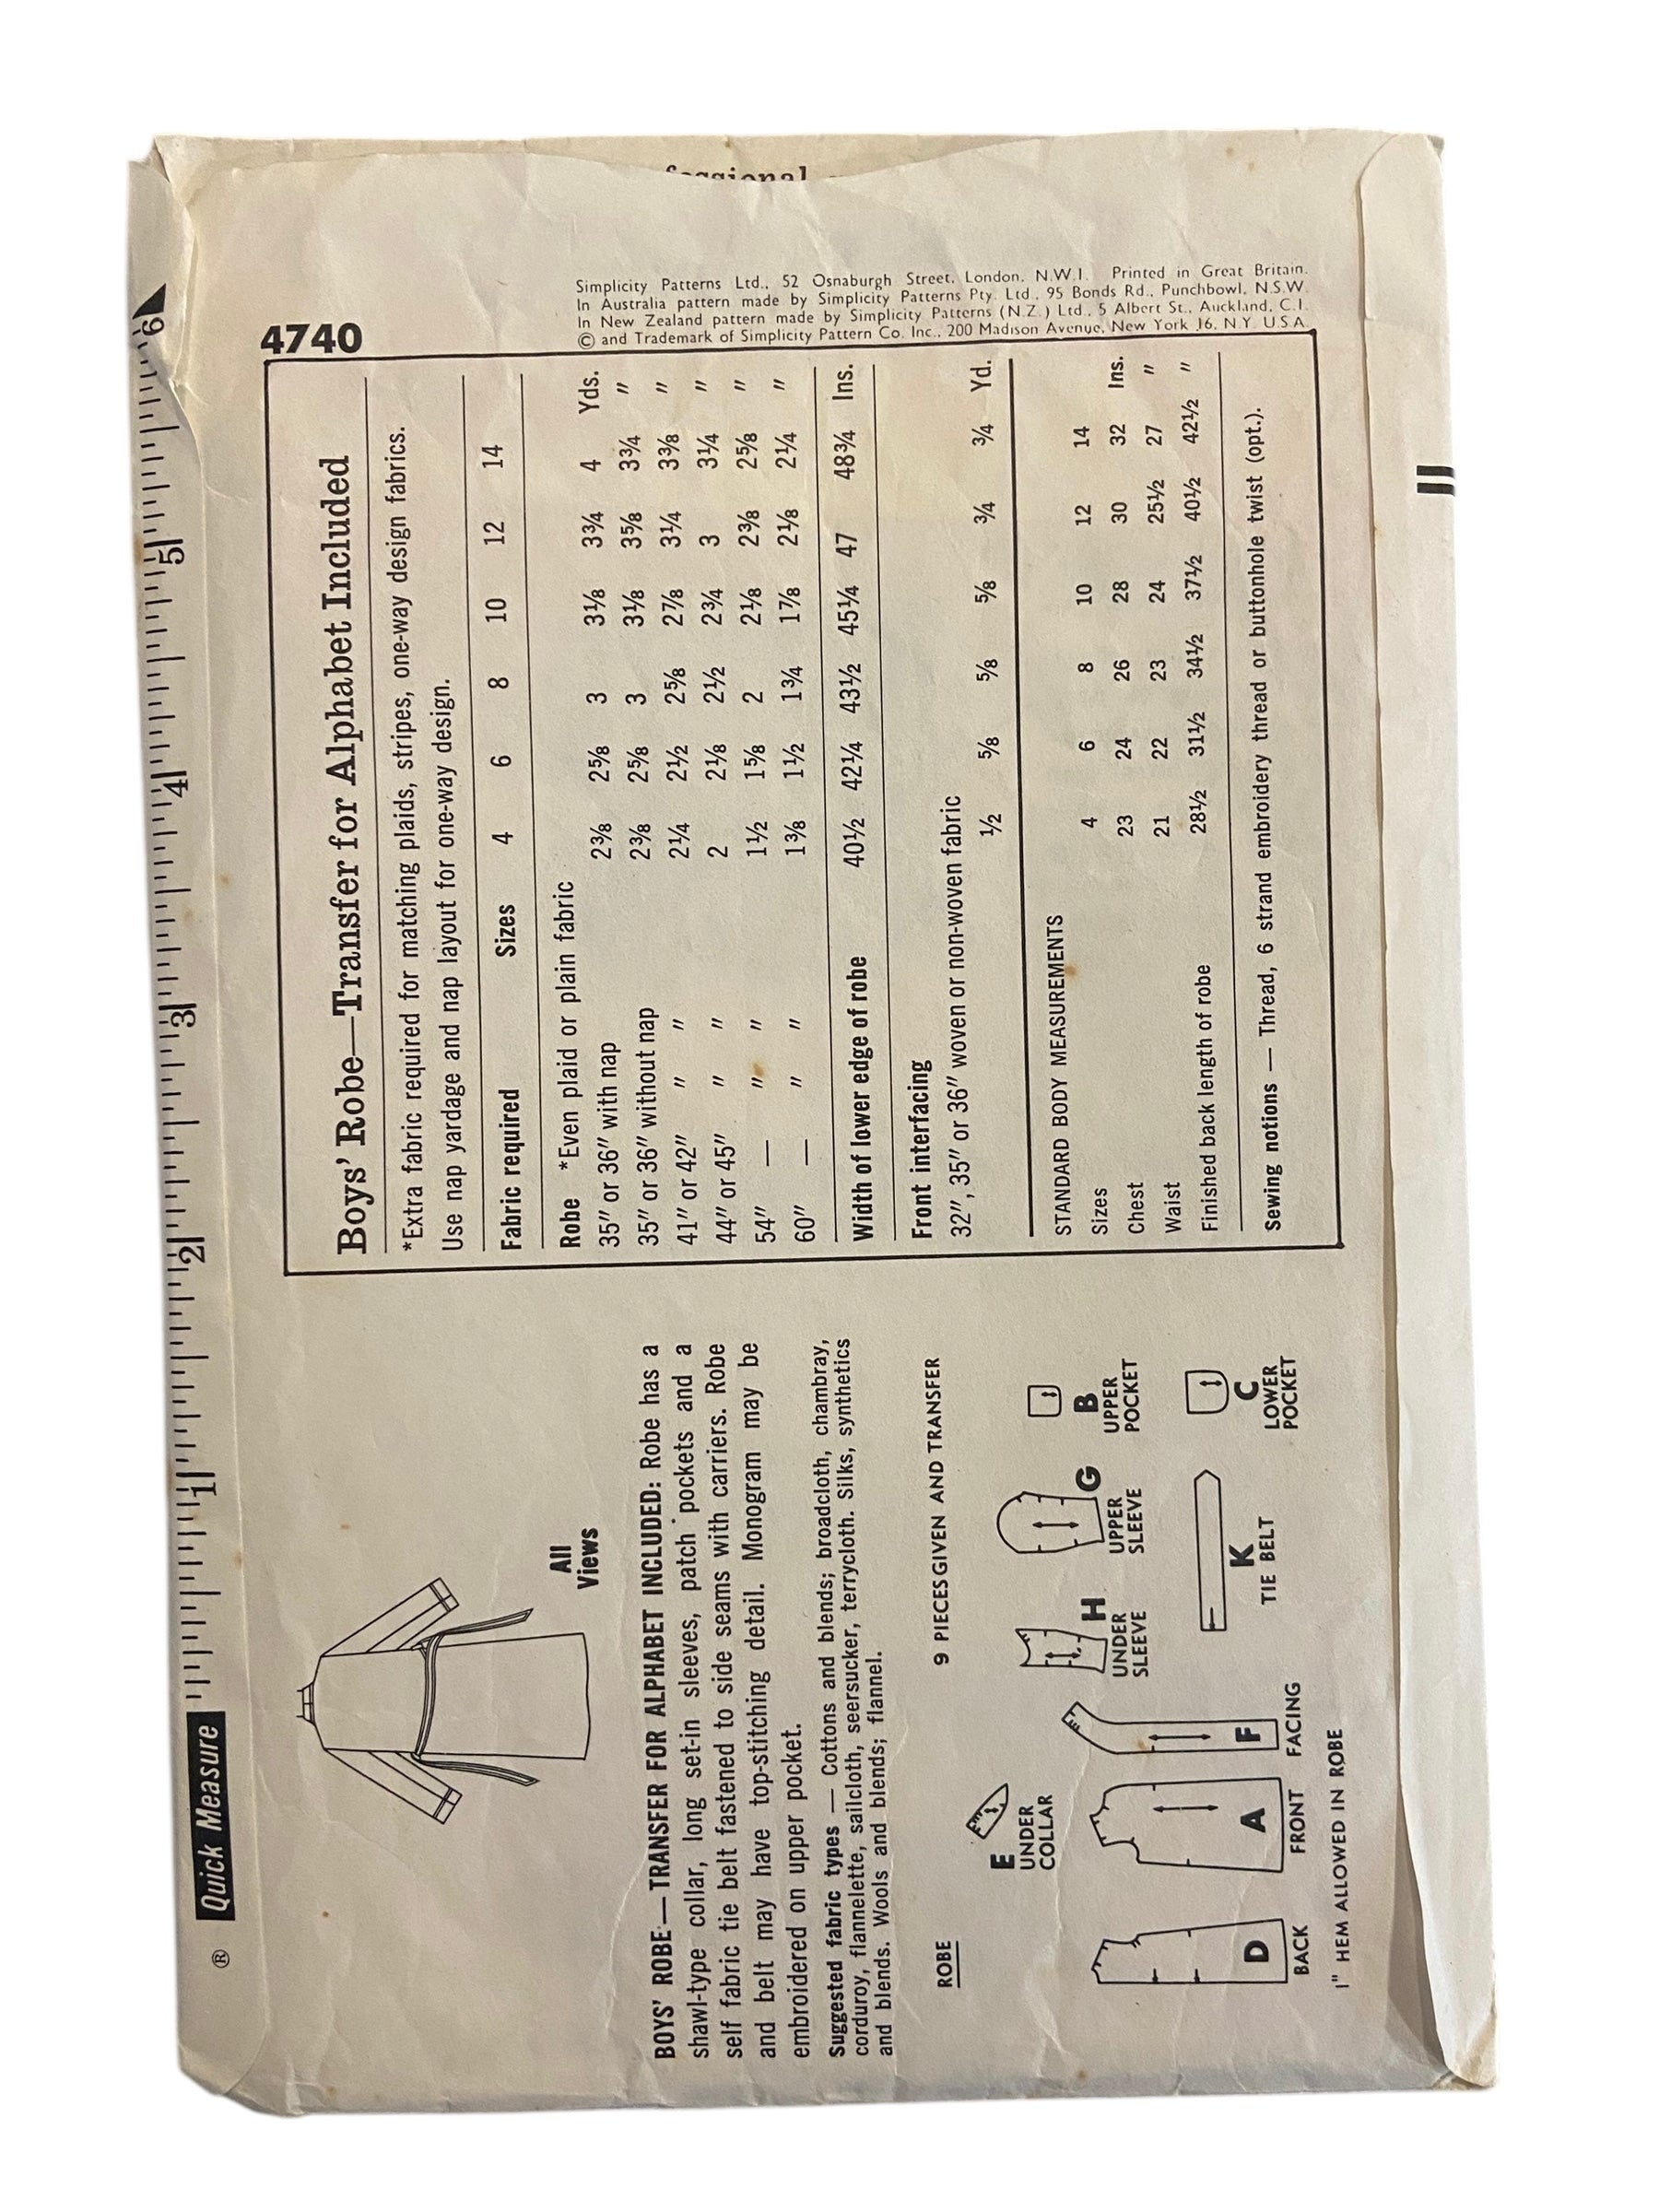 ® Quick Measure
1 2 3 4 5 6
All
Views
BOYS' ROBE—TRANSFER FOR ALPHABET INCLUDED: Robe has a
shawl-type collar, long set-in sleeves, patch pockets and a
self fabric tie belt fastened to side seams with carriers. Robe
and belt may have top-stitching detail. Monogram may be
embroidered on upper pocket.
Suggested fabric types — Cottons and blends; broadcloth, chambray,
corduroy, flannelette, sailcloth, seersucker, terrycloth. Silks, synthetics
and blends. Wools and blends; flannel.
ROBE 9 PIECES GIVEN AND TRANSFER
E
UNDER
COLLAR
H
UNDER
SLEEVE
G
UPPER
SLEEVE
B
UPPER
POCKET
D
BACK
A
FRONT
F
FACING
K
TIE BELT
C
LOWER
POCKET
1" HEM ALLOWED IN ROBE
4740
Boys' Robe—Transfer for Alphabet Included
*Extra fabric required for matching plaids, stripes, one-way design fabrics.
Use nap yardage and nap layout for one-way design.
Fabric required Sizes 4 6 8 10 12 14
Robe *Even plaid or plain fabric
35" or 36" with nap 2⅜ 2⅝ 3 3⅛ 3¾ 4 Yds.
35" or 36" without nap 2⅜ 2⅝ 3 3⅛ 3⅝ 3¾ "
41" or 42" " " 2¼ 2½ 2⅝ 2⅞ 3¼ 3⅜ "
44" or 45" " " 2 2⅛ 2½ 2¾ 3 3¼ "
54" — " " 1½ 1⅝ 2 2⅛ 2⅜ 2⅝ "
60" — " " 1⅜ 1½ 1¾ 1⅞ 2⅛ 2¼ "
Width of lower edge of robe 40½ 42¼ 43½ 45¼ 47 48¾ Ins.
Front interfacing
32", 35" or 36" woven or non-woven fabric
½ ⅝ ⅝ ⅝ ¾ ¾ Yd.
STANDARD BODY MEASUREMENTS
Sizes 4 6 8 10 12 14
Chest 23 24 26 28 30 32 Ins.
Waist 21 22 23 24 25½ 27 "
Finished back length of robe 28½ 31½ 34½ 37½ 40½ 42½ "
Sewing notions — Thread, 6 strand embroidery thread or buttonhole twist (opt.).
Simplicity Patterns Ltd., 52 Osnaburgh Street, London, N.W.1. Printed in Great Britain.
In Australia pattern made by Simplicity Patterns Pty. Ltd., 95 Bonds Rd., Punchbowl, N.S.W.
In New Zealand pattern made by Simplicity Patterns (N.Z.) Ltd., 5 Albert St., Auckland, C.1.
© and Trademark of Simplicity Pattern Co. Inc., 200 Madison Avenue, New York 16, N.Y. U.S.A.